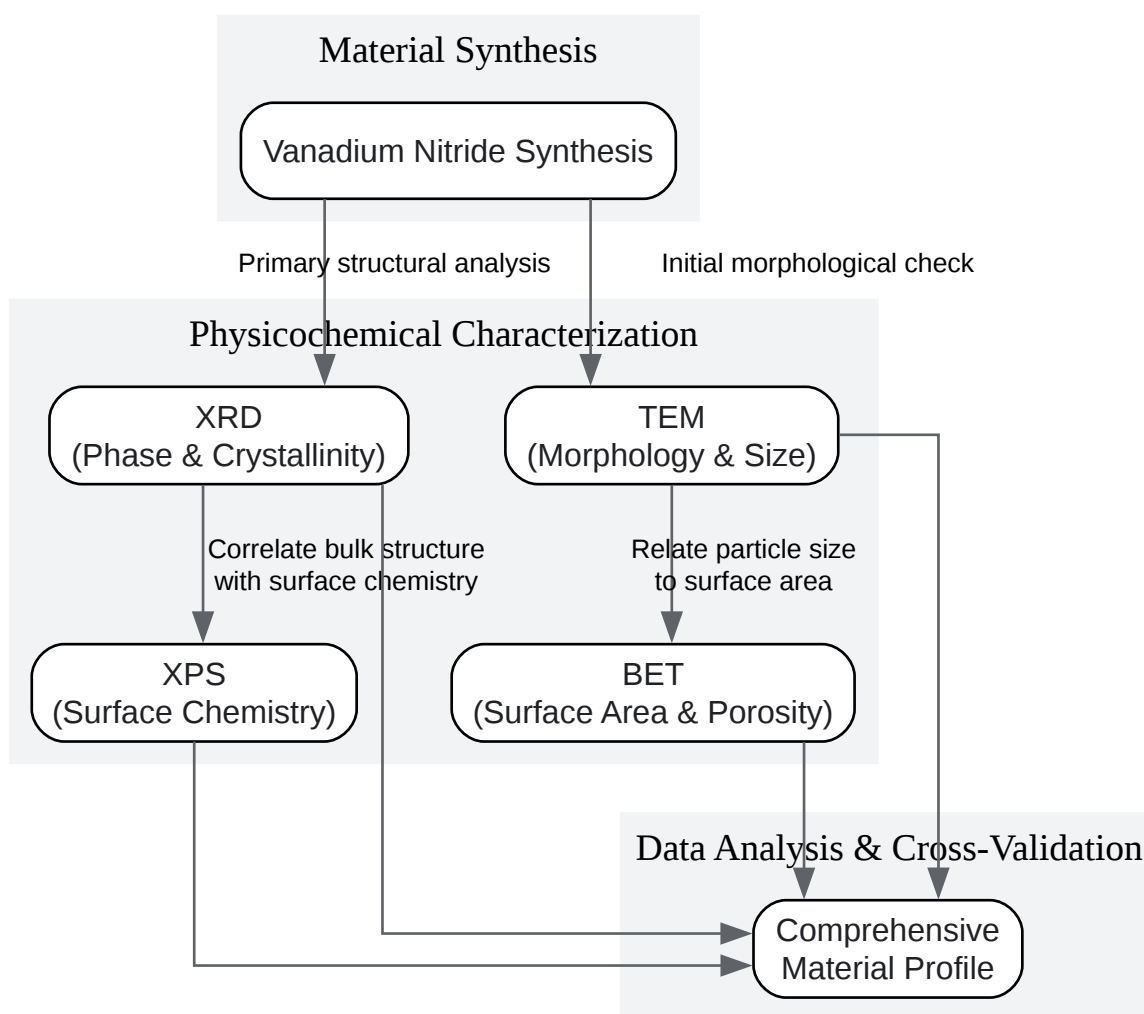 Material Synthesis
Vanadium Nitride Synthesis
Primary structural analysis
Initial morphological check
Physicochemical Characterization
XRD
(Phase & Crystallinity)
TEM
(Morphology & Size)
Correlate bulk structure
with surface chemistry
Relate particle size
to surface area
XPS
(Surface Chemistry)
BET
(Surface Area & Porosity)
Data Analysis & Cross-Validation
Comprehensive
Material Profile